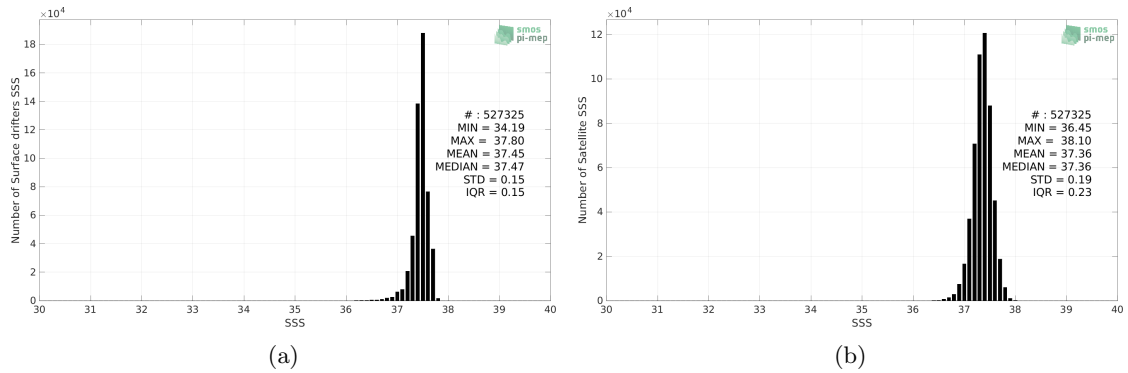 ×10⁴
smos
pi-mep
Number of Surface drifters SSS
18
16
14
12
10
8
6
4
2
0
# : 527325
MIN = 34.19
MAX = 37.80
MEAN = 37.45
MEDIAN = 37.47
STD = 0.15
IQR = 0.15
30 31 32 33 34 35 36 37 38 39 40
SSS
(a)
×10⁴
smos
pi-mep
Number of Satellite SSS
12
10
8
6
4
2
0
# : 527325
MIN = 36.45
MAX = 38.10
MEAN = 37.36
MEDIAN = 37.36
STD = 0.19
IQR = 0.23
30 31 32 33 34 35 36 37 38 39 40
SSS
(b)